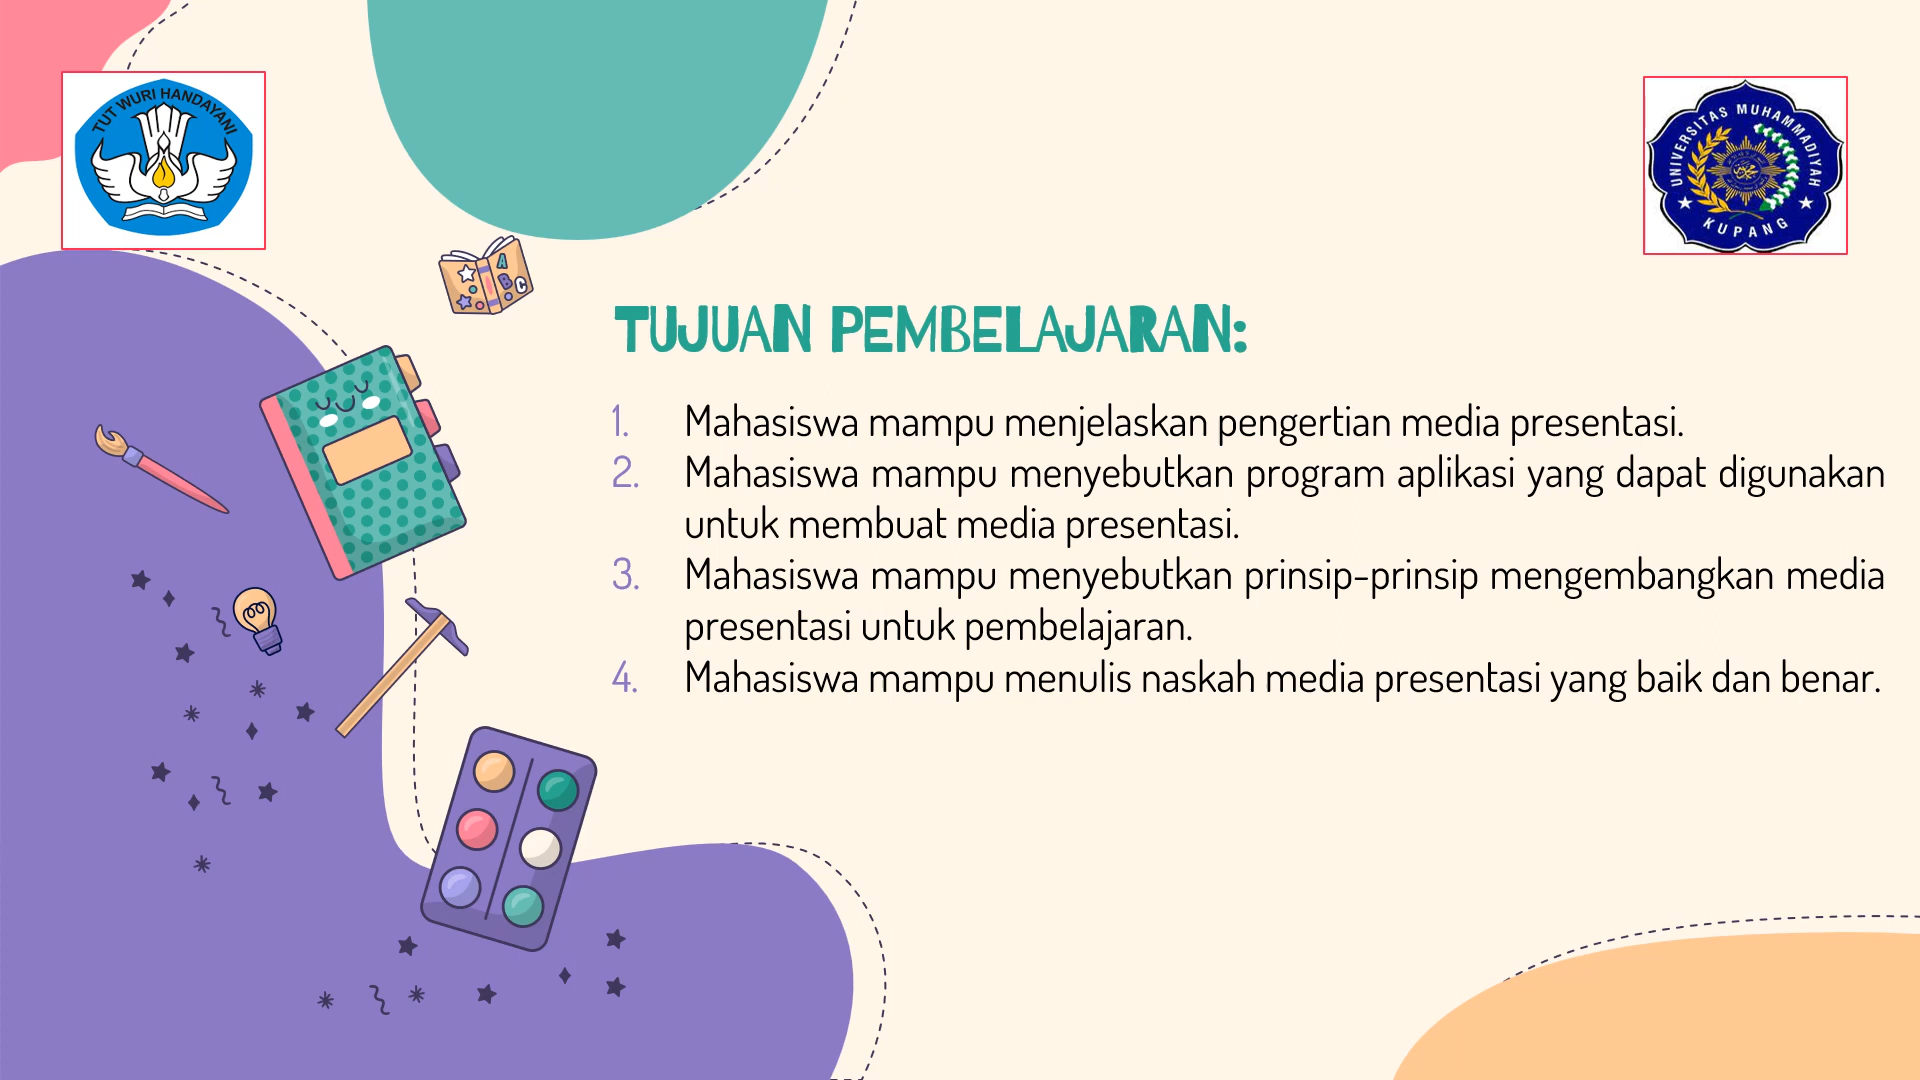 TUT WURI HANDAYANI
UNIVERSITAS MUHAMMADIYAH
KUPANG
A
B
C
TUJUAN PEMBELAJARAN:
1. Mahasiswa mampu menjelaskan pengertian media presentasi.
2. Mahasiswa mampu menyebutkan program aplikasi yang dapat digunakan
untuk membuat media presentasi.
3. Mahasiswa mampu menyebutkan prinsip-prinsip mengembangkan media
presentasi untuk pembelajaran.
4. Mahasiswa mampu menulis naskah media presentasi yang baik dan benar.